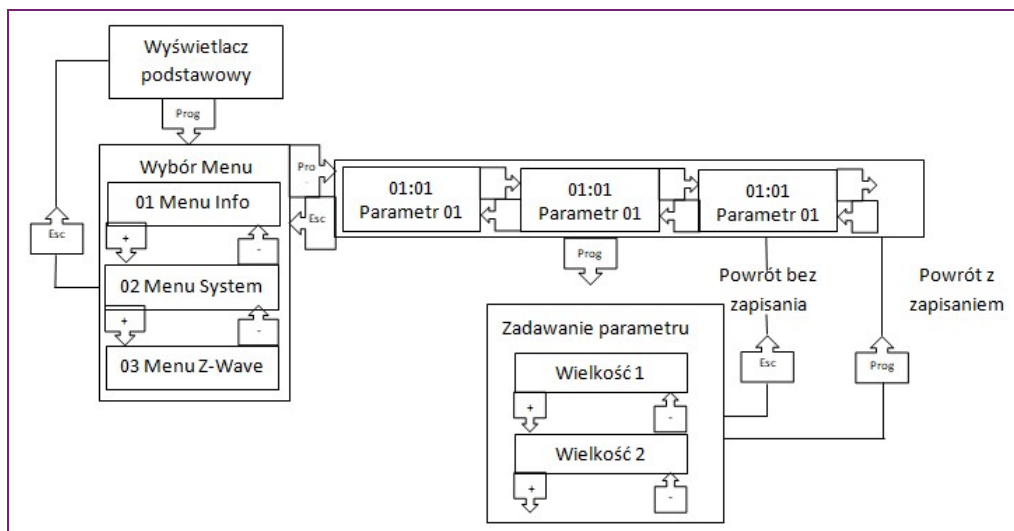 Wyświetlacz
podstawowy
Prog
Wybór Menu
01 Menu Info
+
-
02 Menu System
+
-
03 Menu Z-Wave
Esc
Pro
Esc
01:01
Parametr 01
01:01
Parametr 01
01:01
Parametr 01
Prog
Powrót bez
zapisania
Powrót z
zapisaniem
Zadawanie parametru
Wielkość 1
+
-
Wielkość 2
+
-
Esc
Prog